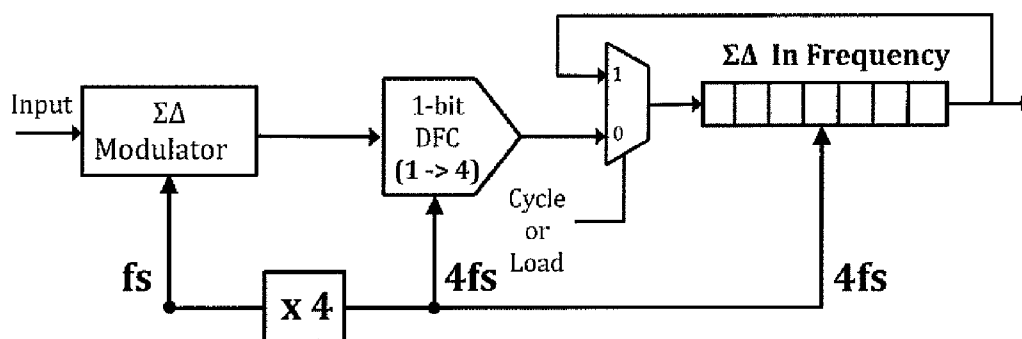 ΣΔ In Frequency
Input
ΣΔ
Modulator
1-bit
DFC
(1 -> 4)
1
0
Cycle
or
Load
fs
x 4
4fs
4fs